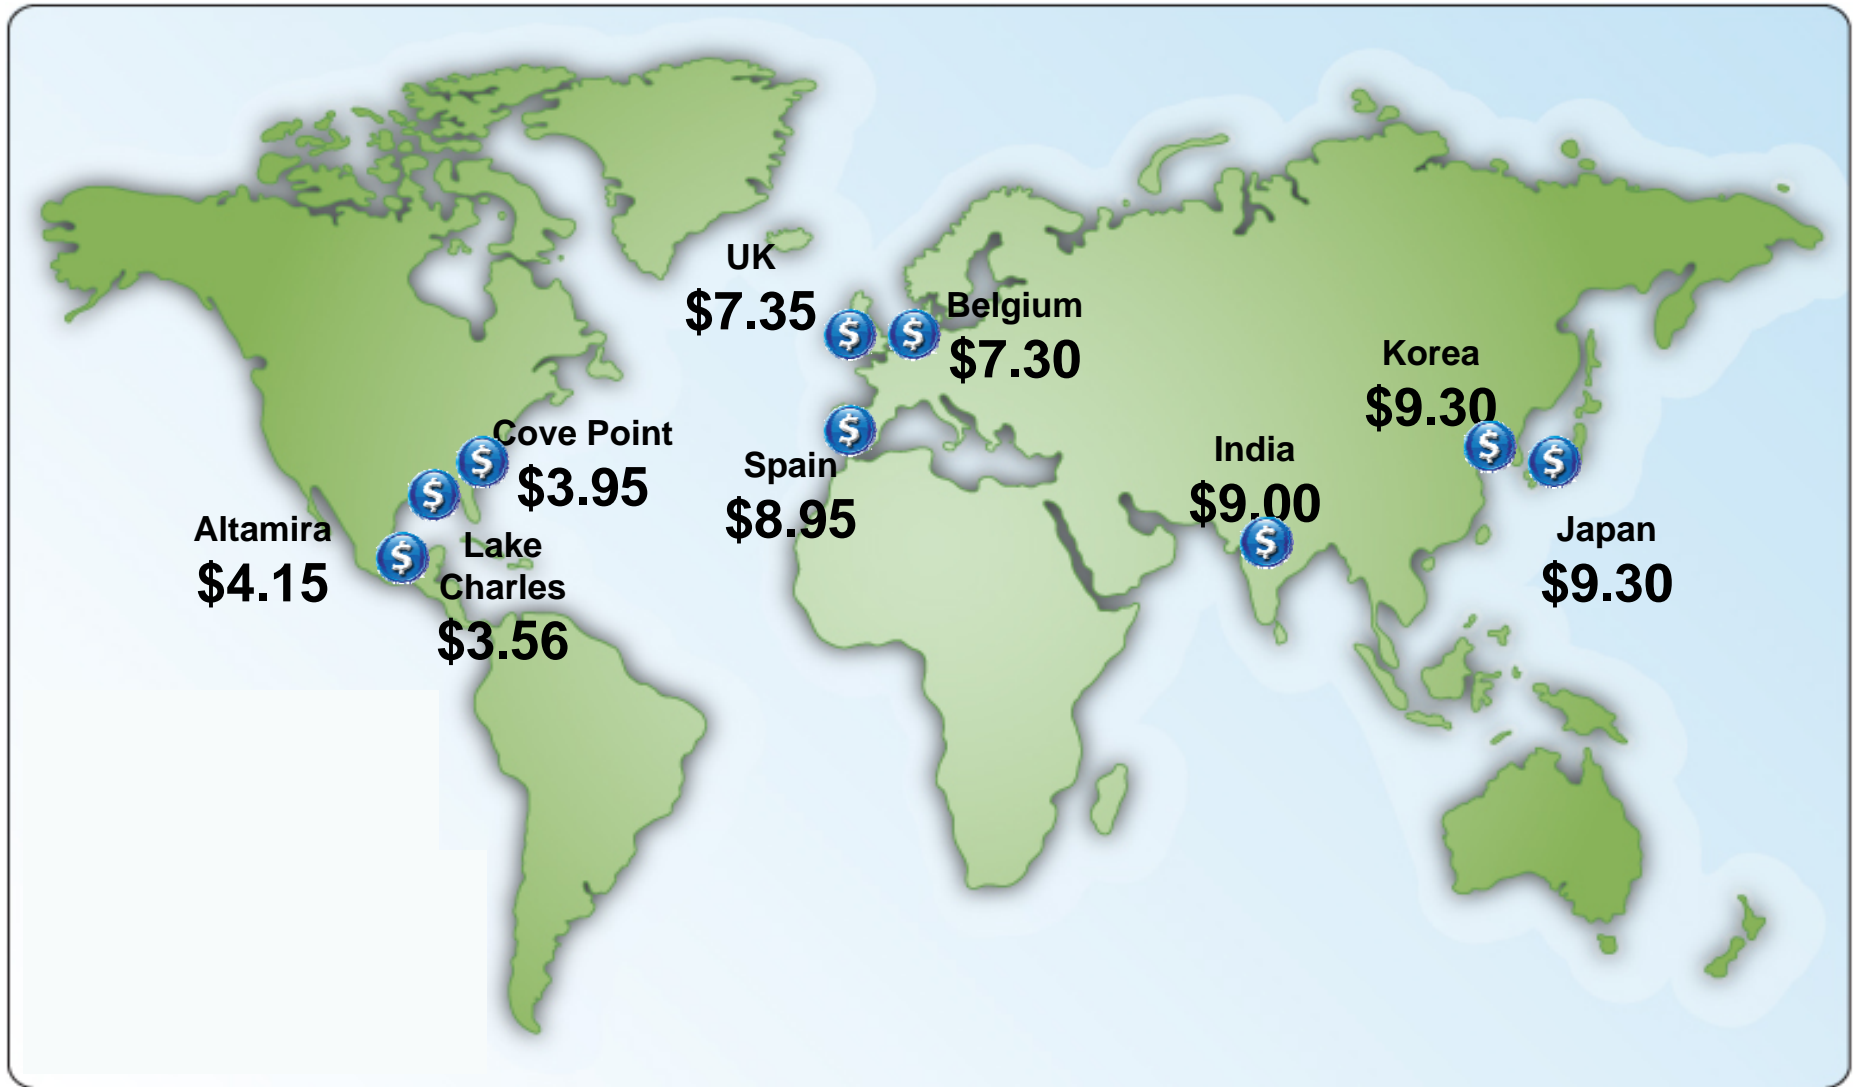 UK
$7.35
Belgium
$7.30
Korea
$9.30
Cove Point
$3.95
India
$9.00
Spain
$8.95
Altamira
$4.15
Lake
Charles
$3.56
Japan
$9.30
$
$
$
$
$
$
$
$
$